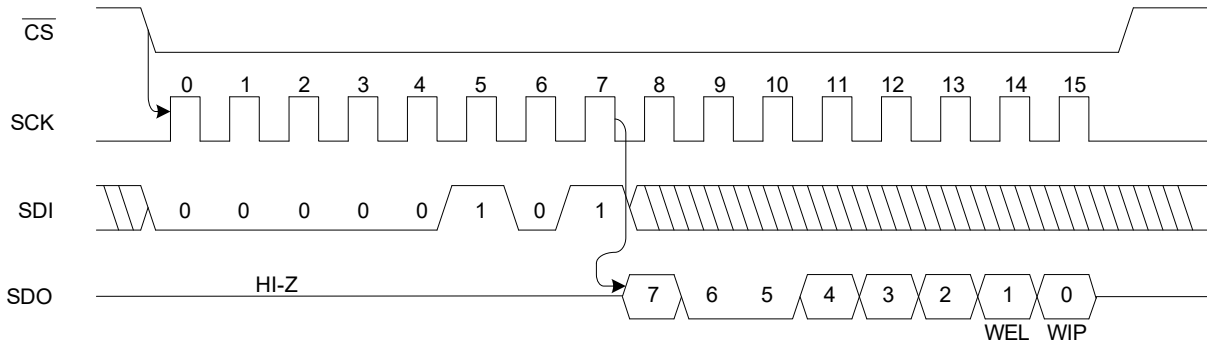 CS
0 1 2 3 4 5 6 7 8 9 10 11 12 13 14 15
SCK
SDI 0 0 0 0 0 1 0 1
HI-Z
SDO 7 6 5 4 3 2 1 0
WEL WIP